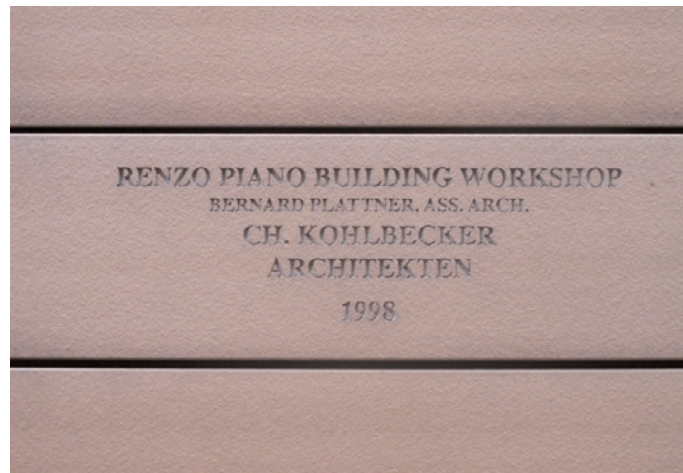 RENZO PIANO BUILDING WORKSHOP
BERNARD PLATTNER, ASS. ARCH.
CH. KOHLBECKER
ARCHITEKTEN
1998